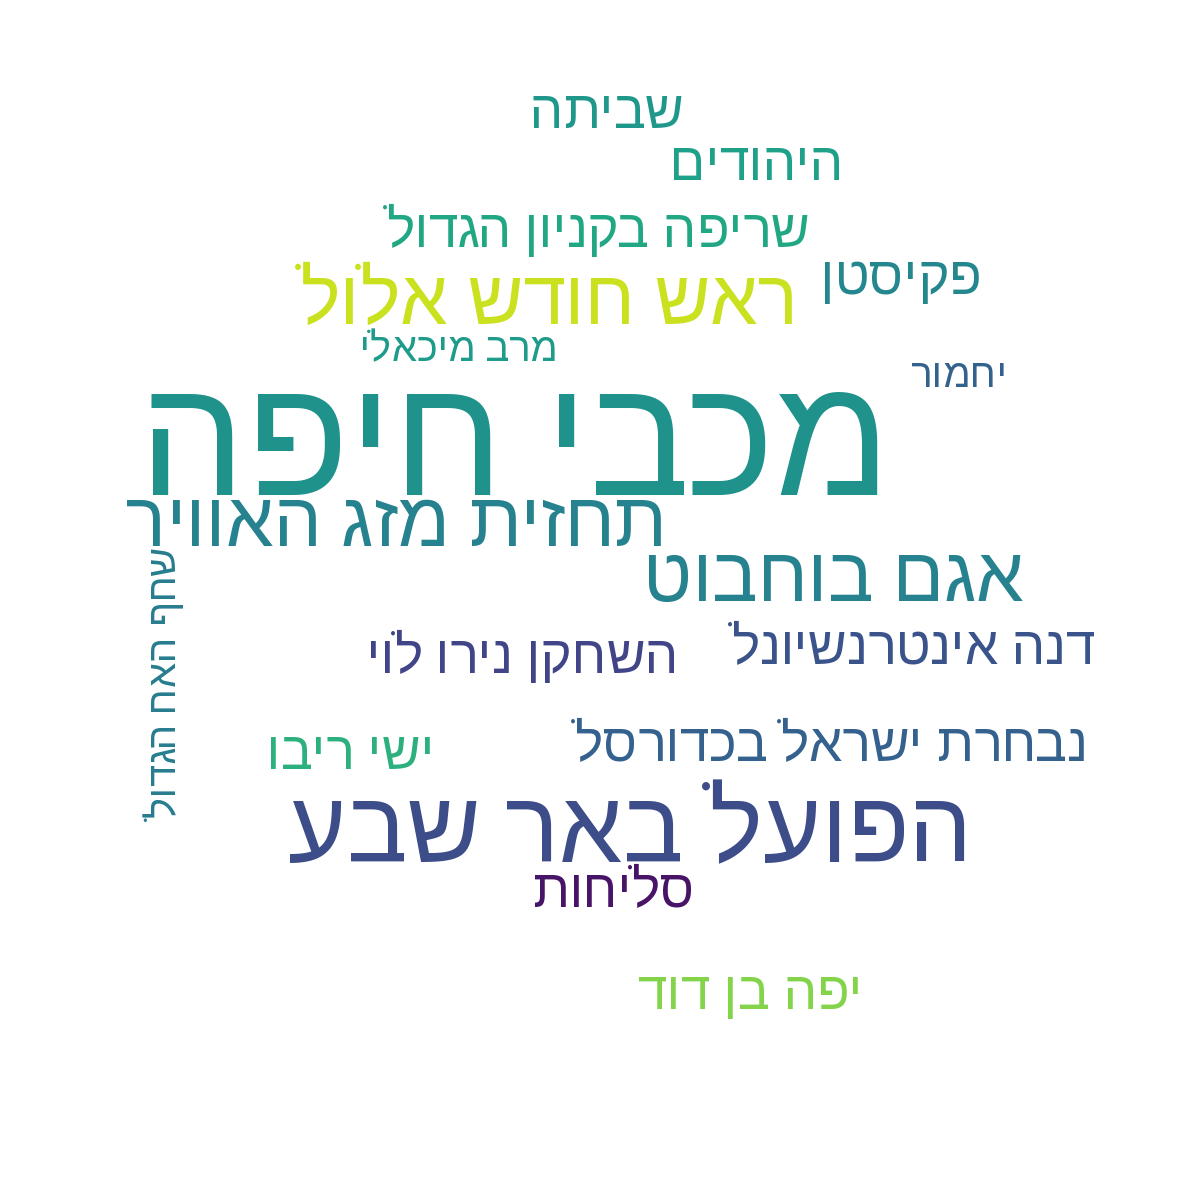 שביתה
היהודים
שריפה בקניון הגדול
פקיסטן
ראש חודש אלול
מרב מיכאלי
יחמור
מכבי חיפה
תחזית מזג האוויר
אגם בוחבוט
שחף האח הגדול
דנה אינטרנשיונל
השחקן נירו לוי
נבחרת ישראל בכדורסל
ישי ריבו
הפועל באר שבע
סליחות
יפה בן דוד